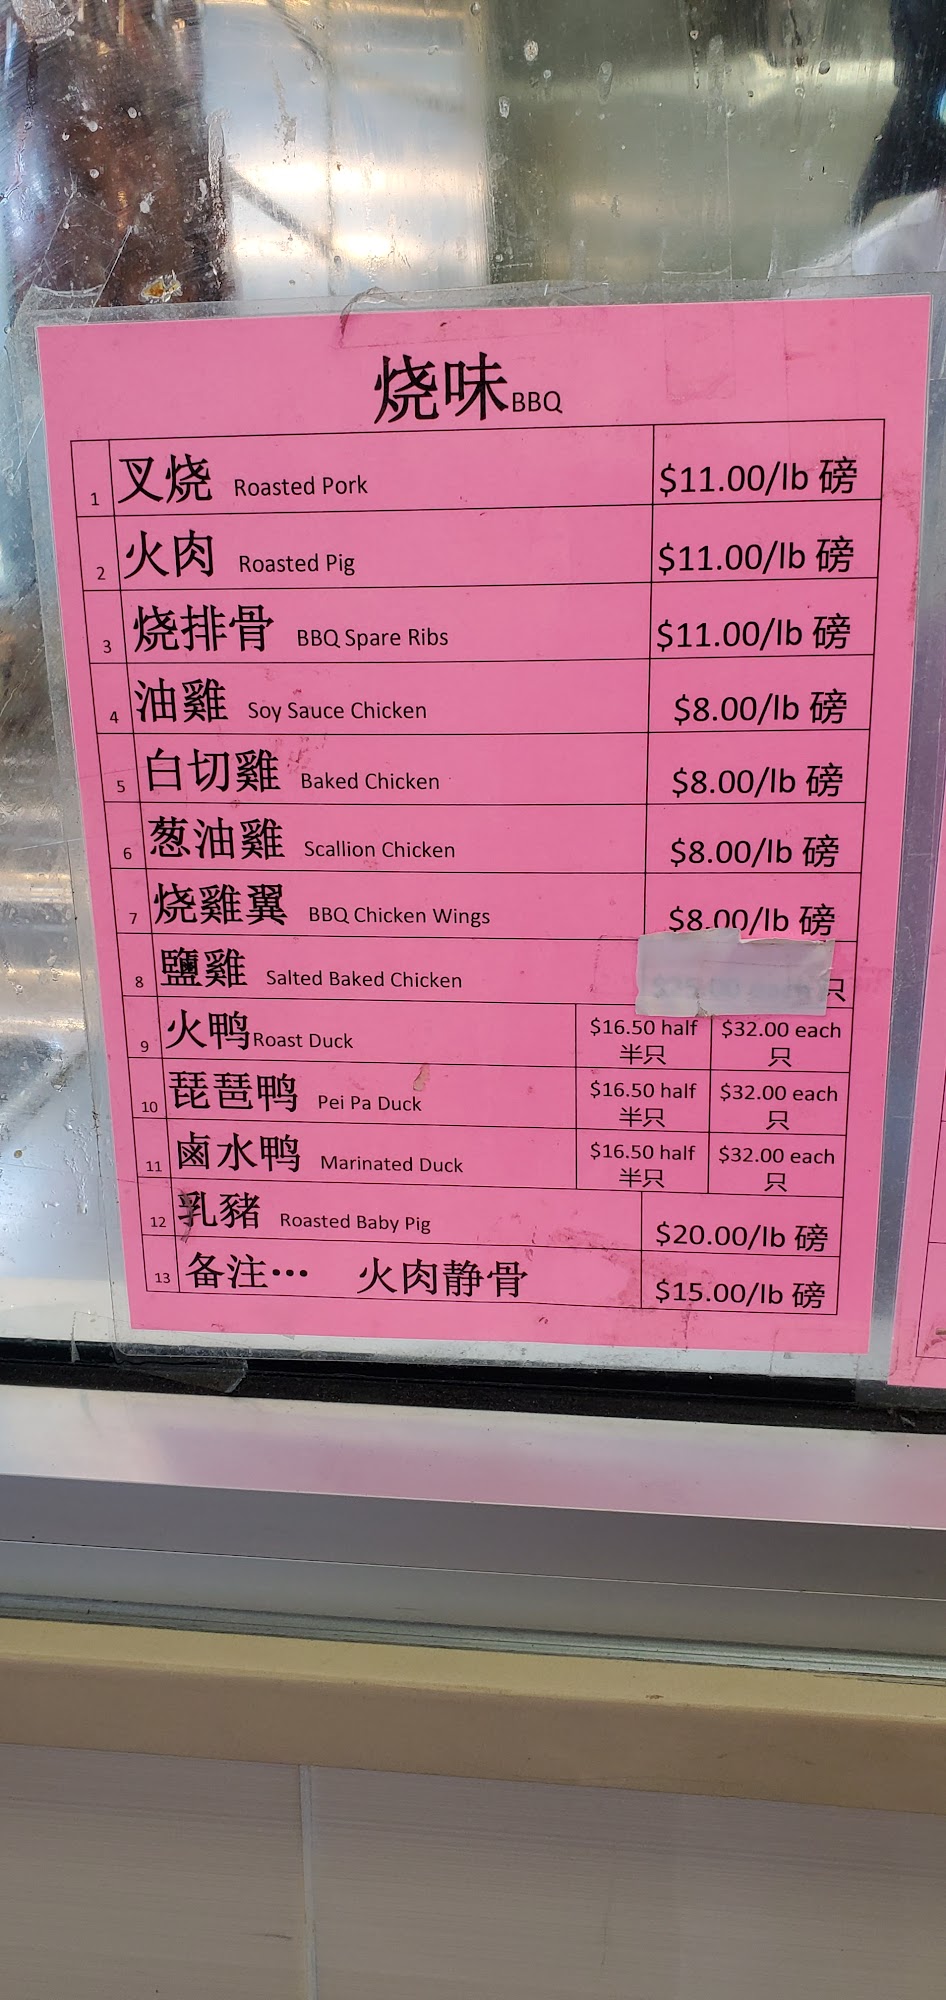 烧味BBQ
1 叉烧 Roasted Pork $11.00/lb 磅
2 火肉 Roasted Pig $11.00/lb 磅
3 烧排骨 BBQ Spare Ribs $11.00/lb 磅
4 油雞 Soy Sauce Chicken $8.00/lb 磅
5 白切雞 Baked Chicken $8.00/lb 磅
6 葱油雞 Scallion Chicken $8.00/lb 磅
7 烧雞翼 BBQ Chicken Wings $8.00/lb 磅
8 鹽雞 Salted Baked Chicken 只
9 火鸭Roast Duck $16.50 half $32.00 each
半只 只
10 琵琶鸭 Pei Pa Duck $16.50 half $32.00 each
半只 只
11 鹵水鸭 Marinated Duck $16.50 half $32.00 each
半只 只
12 乳豬 Roasted Baby Pig $20.00/lb 磅
13 备注… 火肉静骨 $15.00/lb 磅